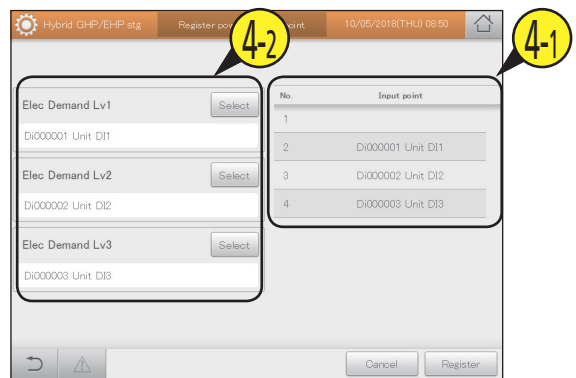 Hybrid GHP/EHP stg
Register
10/05/2018(THU) 08:50
4-2
4-1
Elec Demand Lv1
Select
Di000001 Unit DI1
Elec Demand Lv2
Select
Di000002 Unit DI2
Elec Demand Lv3
Select
Di000003 Unit DI3
No. Input point
1
2 Di000001 Unit DI1
3 Di000002 Unit DI2
4 Di000003 Unit DI3
Cancel
Register